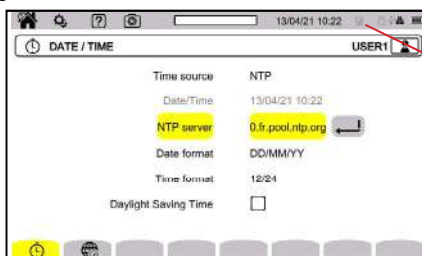 13/04/21 10:22
DATE / TIME USER1
Time source NTP
Date/Time 13/04/21 10:22
NTP server 0.fr.pool.ntp.org
Date format DD/MM/YY
Time format 12/24
Daylight Saving Time